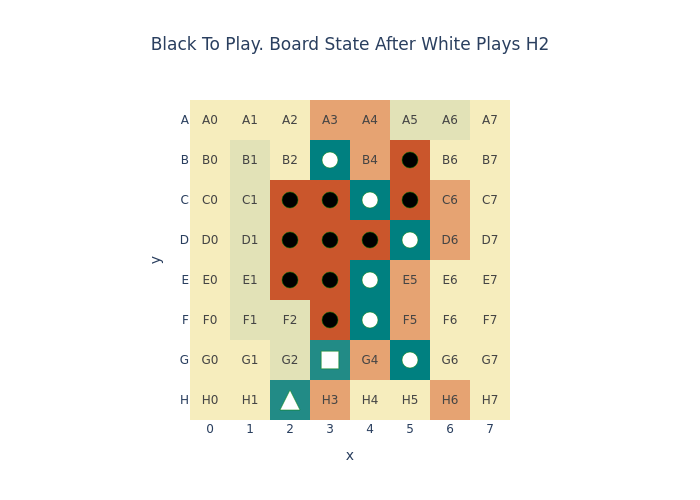 Black To Play. Board State After White Plays H2
A A0 A1 A2 A3 A4 A5 A6 A7
B B0 B1 B2 B4 B6 B7
C C0 C1 C6 C7
D D0 D1 D6 D7
E E0 E1 E5 E6 E7
F F0 F1 F2 F5 F6 F7
G G0 G1 G2 G4 G6 G7
H H0 H1 H3 H4 H5 H6 H7
0 1 2 3 4 5 6 7
x
y